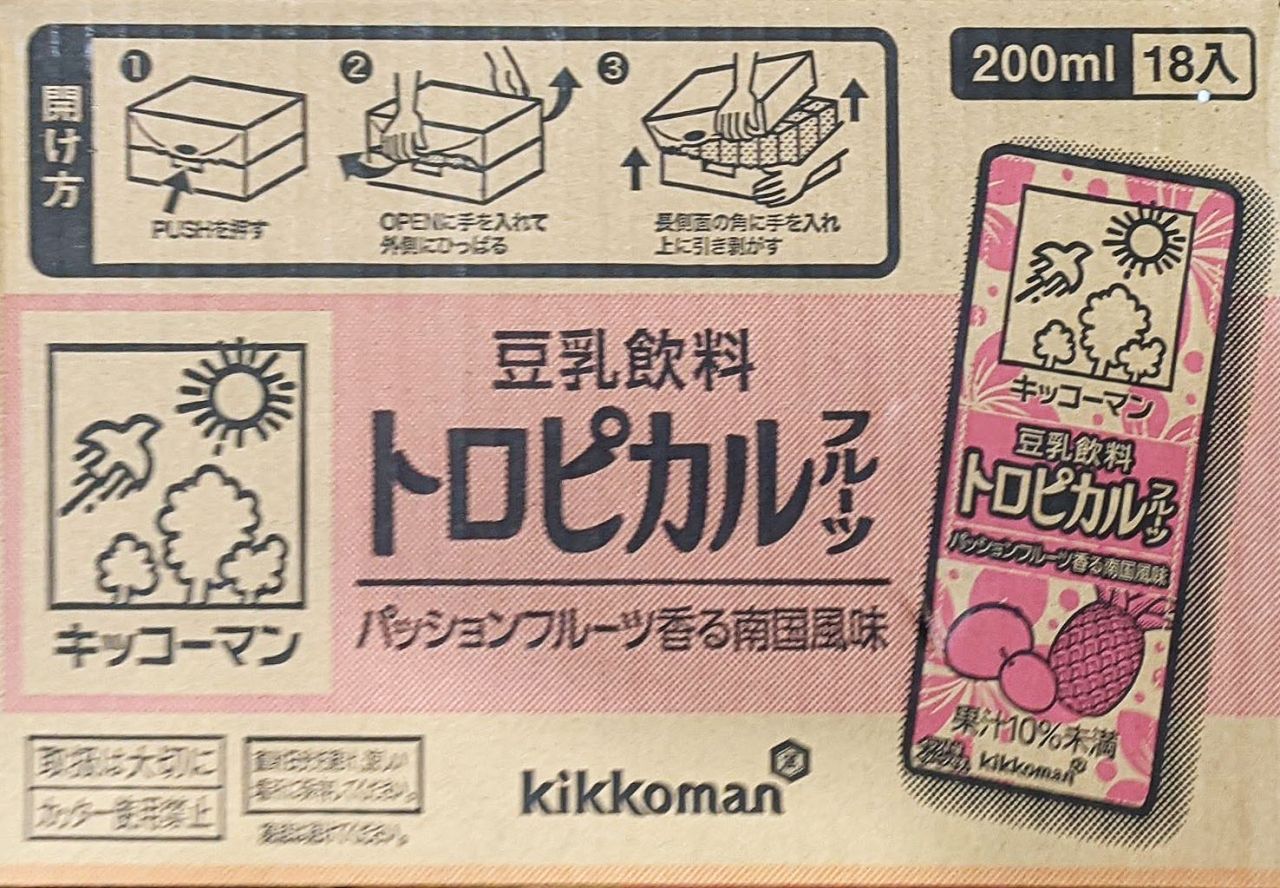 開け方
1
PUSHを押す
2
OPENに手を入れて
外側にひっぱる
3
長側面の角に手を入れ
上に引き剥がす
200ml 18入
キッコーマン
豆乳飲料
トロピカルフルーツ
パッションフルーツ香る南国風味
キッコーマン
豆乳飲料
トロピカルフルーツ
パッションフルーツ香る南国風味
果汁10%未満
kikkoman
取扱は大切に
カッター使用禁止
kikkoman